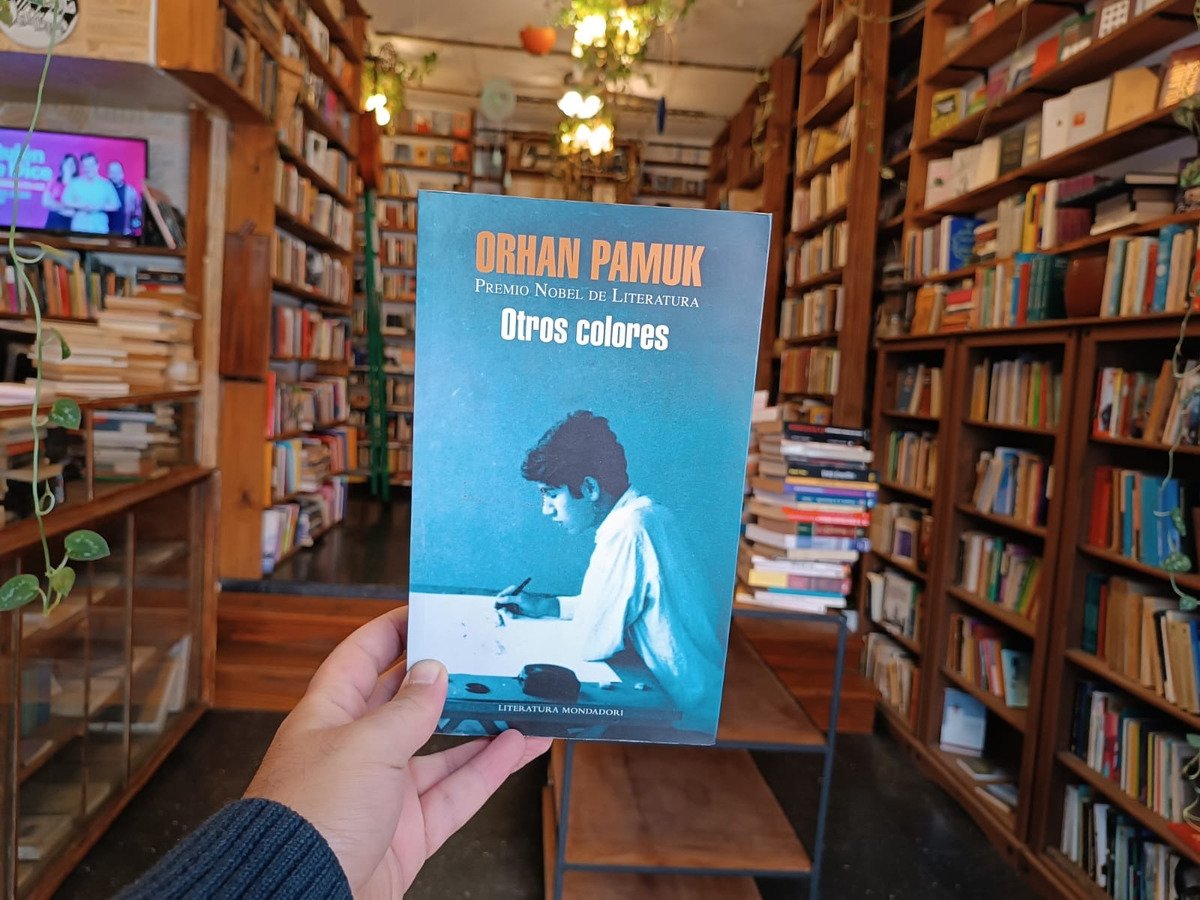 ORHAN PAMUK
PREMIO NOBEL DE LITERATURA
Otros colores
LITERATURA MONDADORI